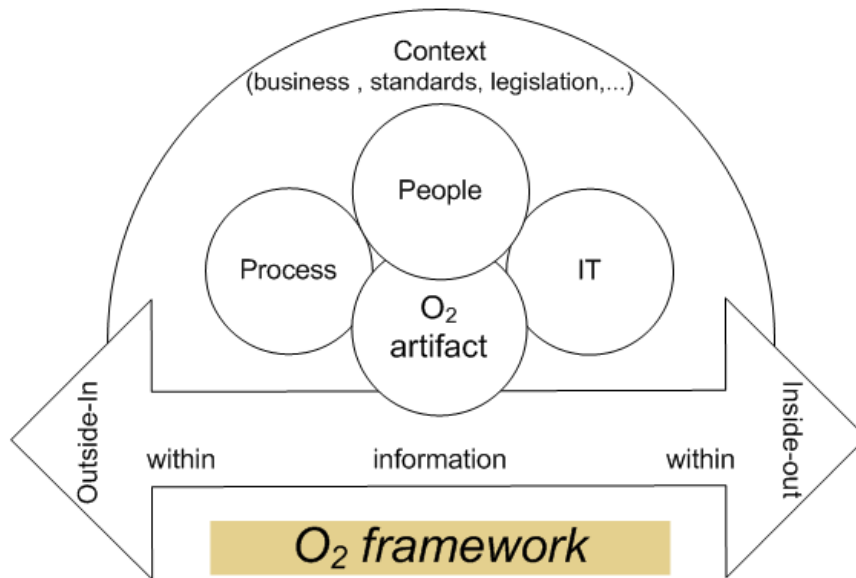 Context
(business , standards, legislation,...)
People
Process
IT
O₂
artifact
Outside-In
Inside-out
within
information
within
O₂ framework